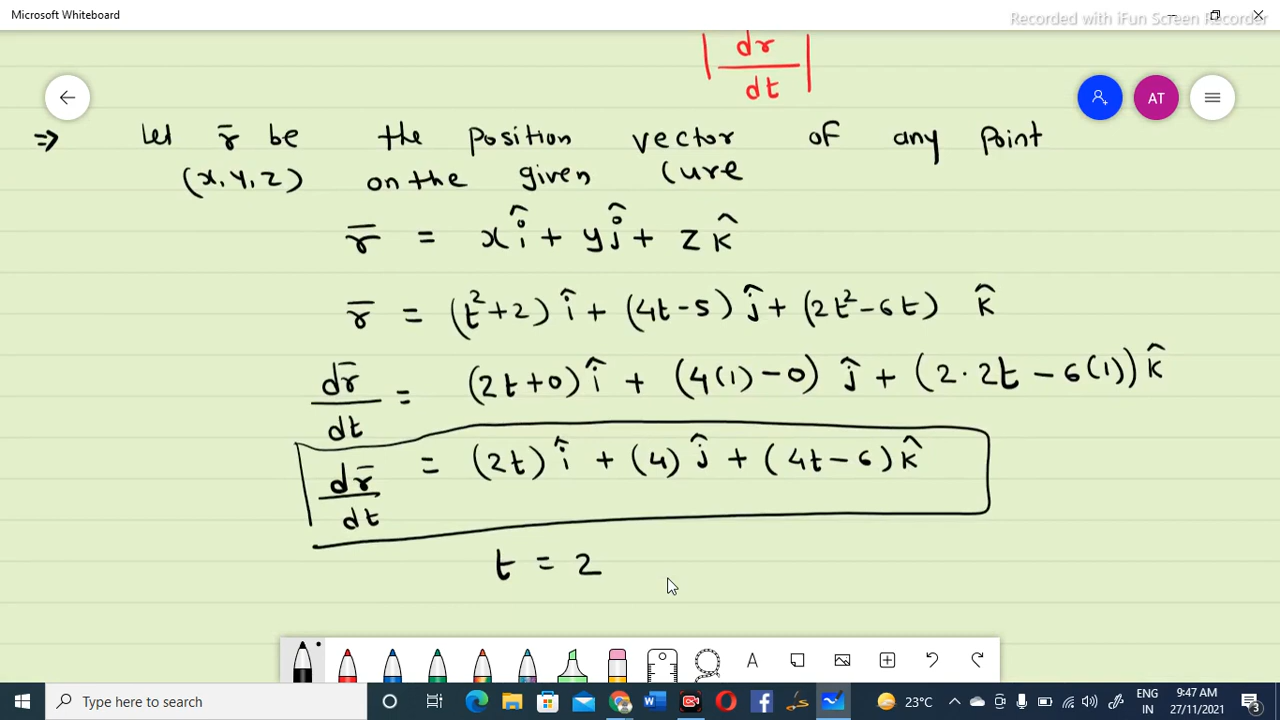 Microsoft Whiteboard
Recorded with iFun Screen Recorder
| dr/dt |
AT
⇒ Let r̄ be the position vector of any point
(x, y, z) on the given Cure
r̄ = xî + yĵ + zk̂
r̄ = (t²+2) î + (4t-5) ĵ + (2t²-6t) k̂
dr̄/dt = (2t+0) î + (4(1)-0) ĵ + (2·2t - 6(1)) k̂
dr̄/dt = (2t) î + (4) ĵ + (4t-6) k̂
t = 2
A
Type here to search
23°C
ENG
IN
9:47 AM
27/11/2021
3